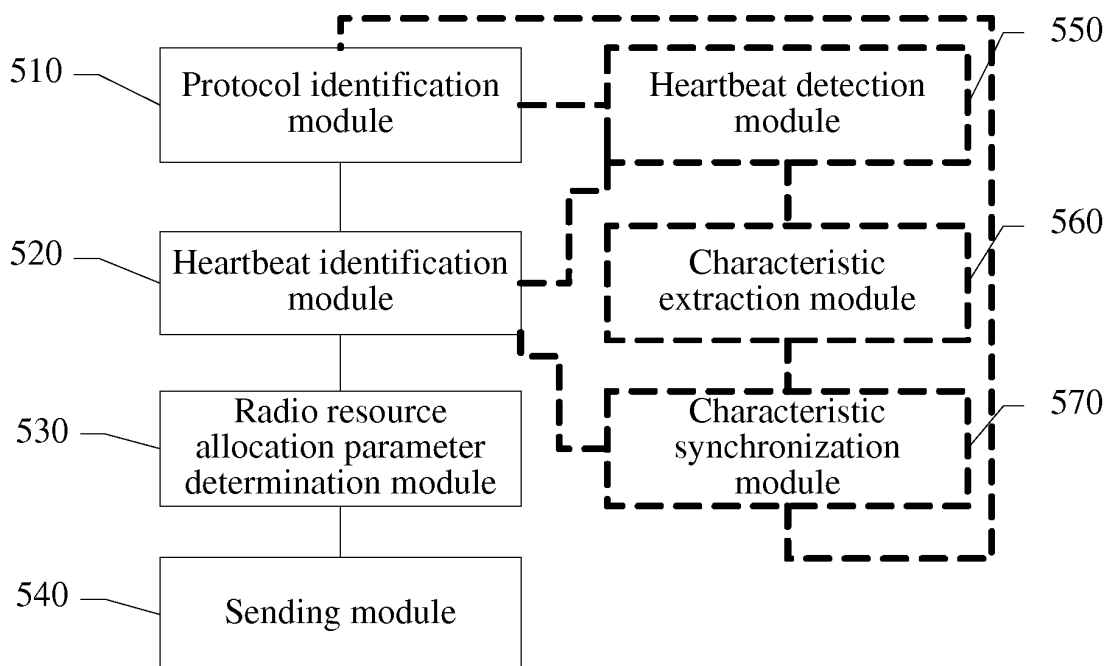 510
Protocol identification
module
Heartbeat detection
module
550
520
Heartbeat identification
module
Characteristic
extraction module
560
530
Radio resource
allocation parameter
determination module
Characteristic
synchronization
module
570
540
Sending module